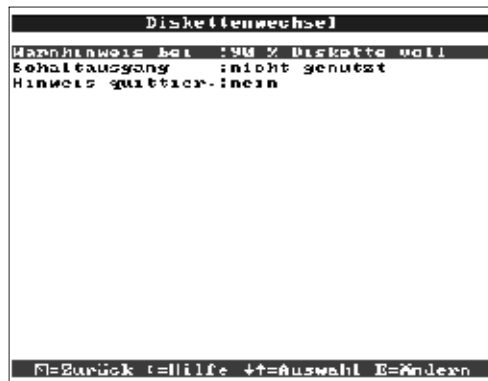 Diskettenwechsel
Warnhinweis bei :90 % Diskette voll
Schaltausgang :nicht genutzt
Hinweis quittier.:nein
=Zurück =Hilfe ↓↑=Auswahl E=Ändern